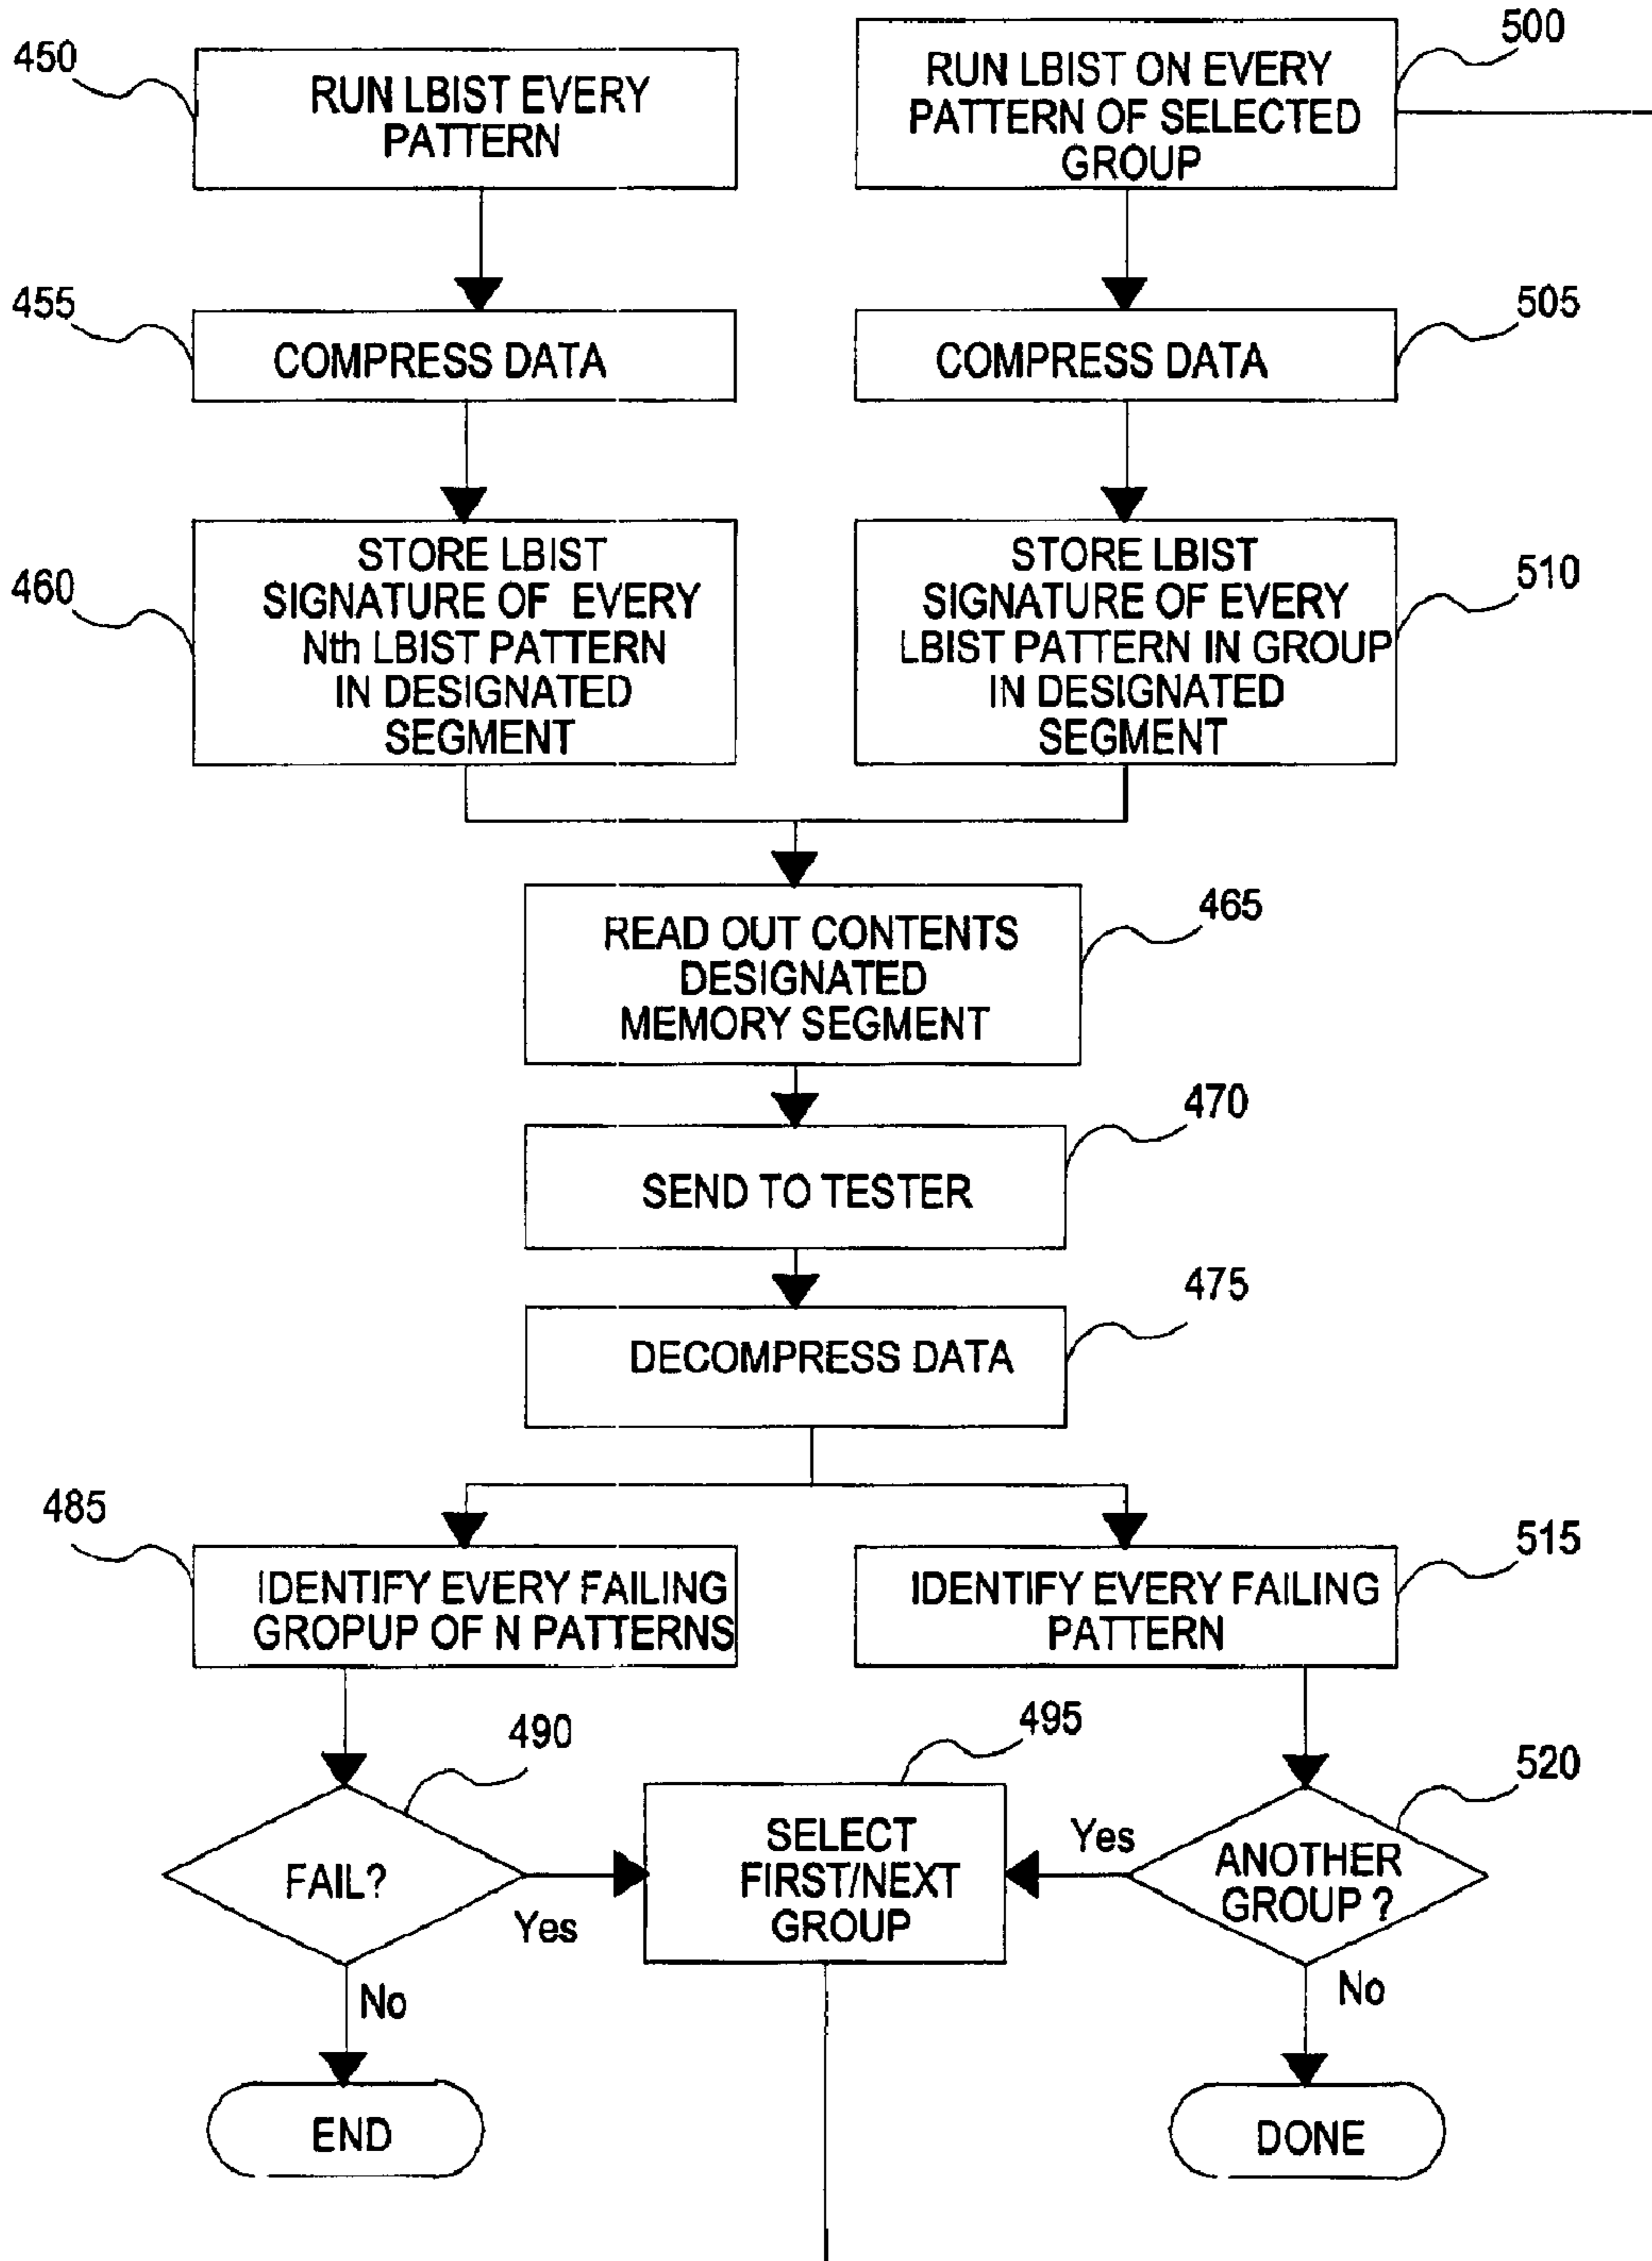 450
RUN LBIST EVERY
PATTERN
500
RUN LBIST ON EVERY
PATTERN OF SELECTED
GROUP
455
COMPRESS DATA
505
COMPRESS DATA
460
STORE LBIST
SIGNATURE OF EVERY
Nth LBIST PATTERN
IN DESIGNATED
SEGMENT
510
STORE LBIST
SIGNATURE OF EVERY
LBIST PATTERN IN GROUP
IN DESIGNATED
SEGMENT
465
READ OUT CONTENTS
DESIGNATED
MEMORY SEGMENT
470
SEND TO TESTER
475
DECOMPRESS DATA
485
IDENTIFY EVERY FAILING
GROPUP OF N PATTERNS
515
IDENTIFY EVERY FAILING
PATTERN
490
FAIL?
Yes
No
495
SELECT
FIRST/NEXT
GROUP
520
ANOTHER
GROUP ?
Yes
No
END
DONE